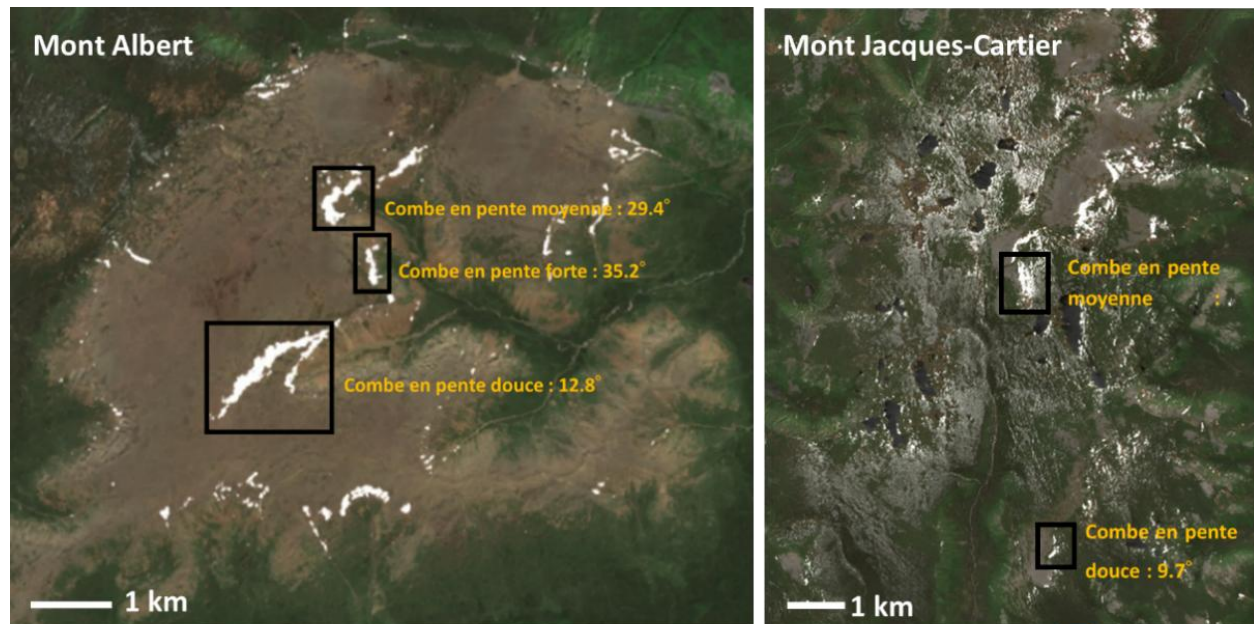 Mont Albert
Combe en pente moyenne : 29.4°
Combe en pente forte : 35.2°
Combe en pente douce : 12.8°
1 km
Mont Jacques-Cartier
Combe en pente
moyenne :
Combe en pente
douce : 9.7°
1 km